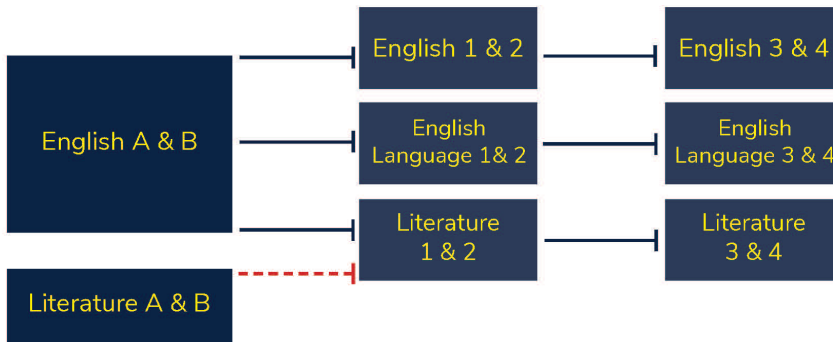 English A & B
Literature A & B
English 1 & 2
English
Language 1& 2
Literature
1 & 2
English 3 & 4
English
Language 3 & 4
Literature
3 & 4